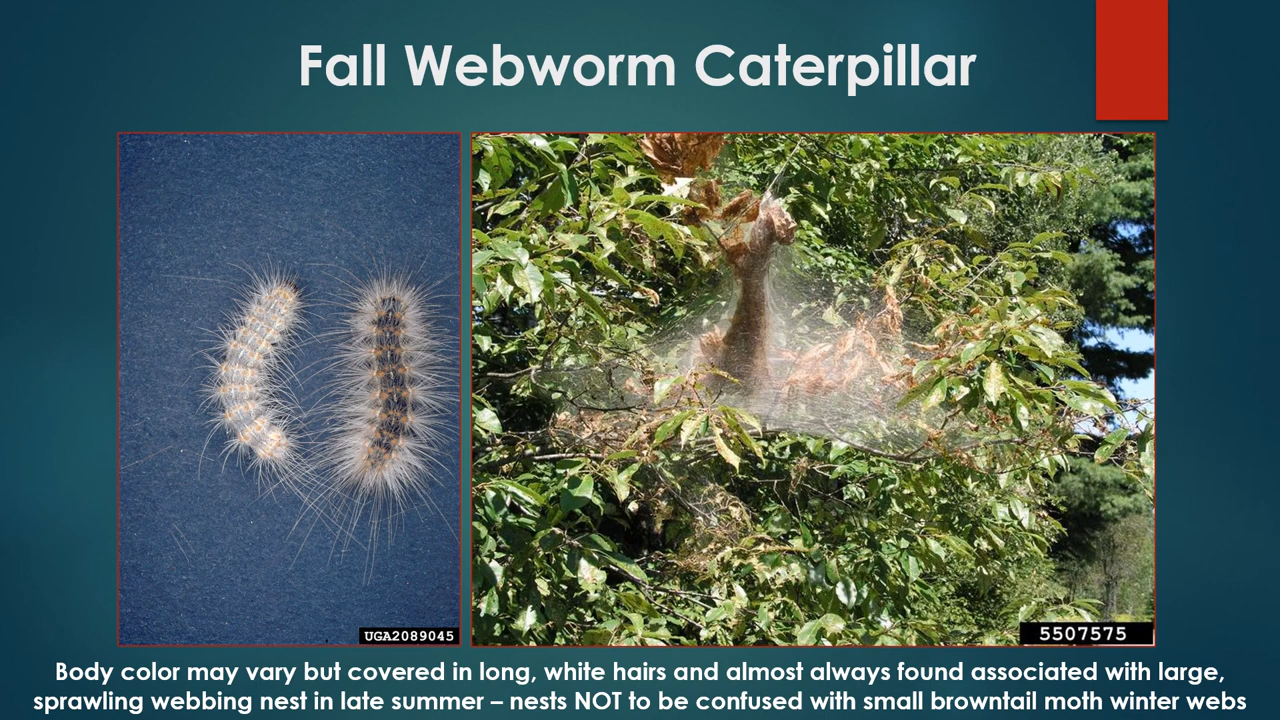 Fall Webworm Caterpillar
UGA2089045
5507575
Body color may vary but covered in long, white hairs and almost always found associated with large,
sprawling webbing nest in late summer – nests NOT to be confused with small browntail moth winter webs